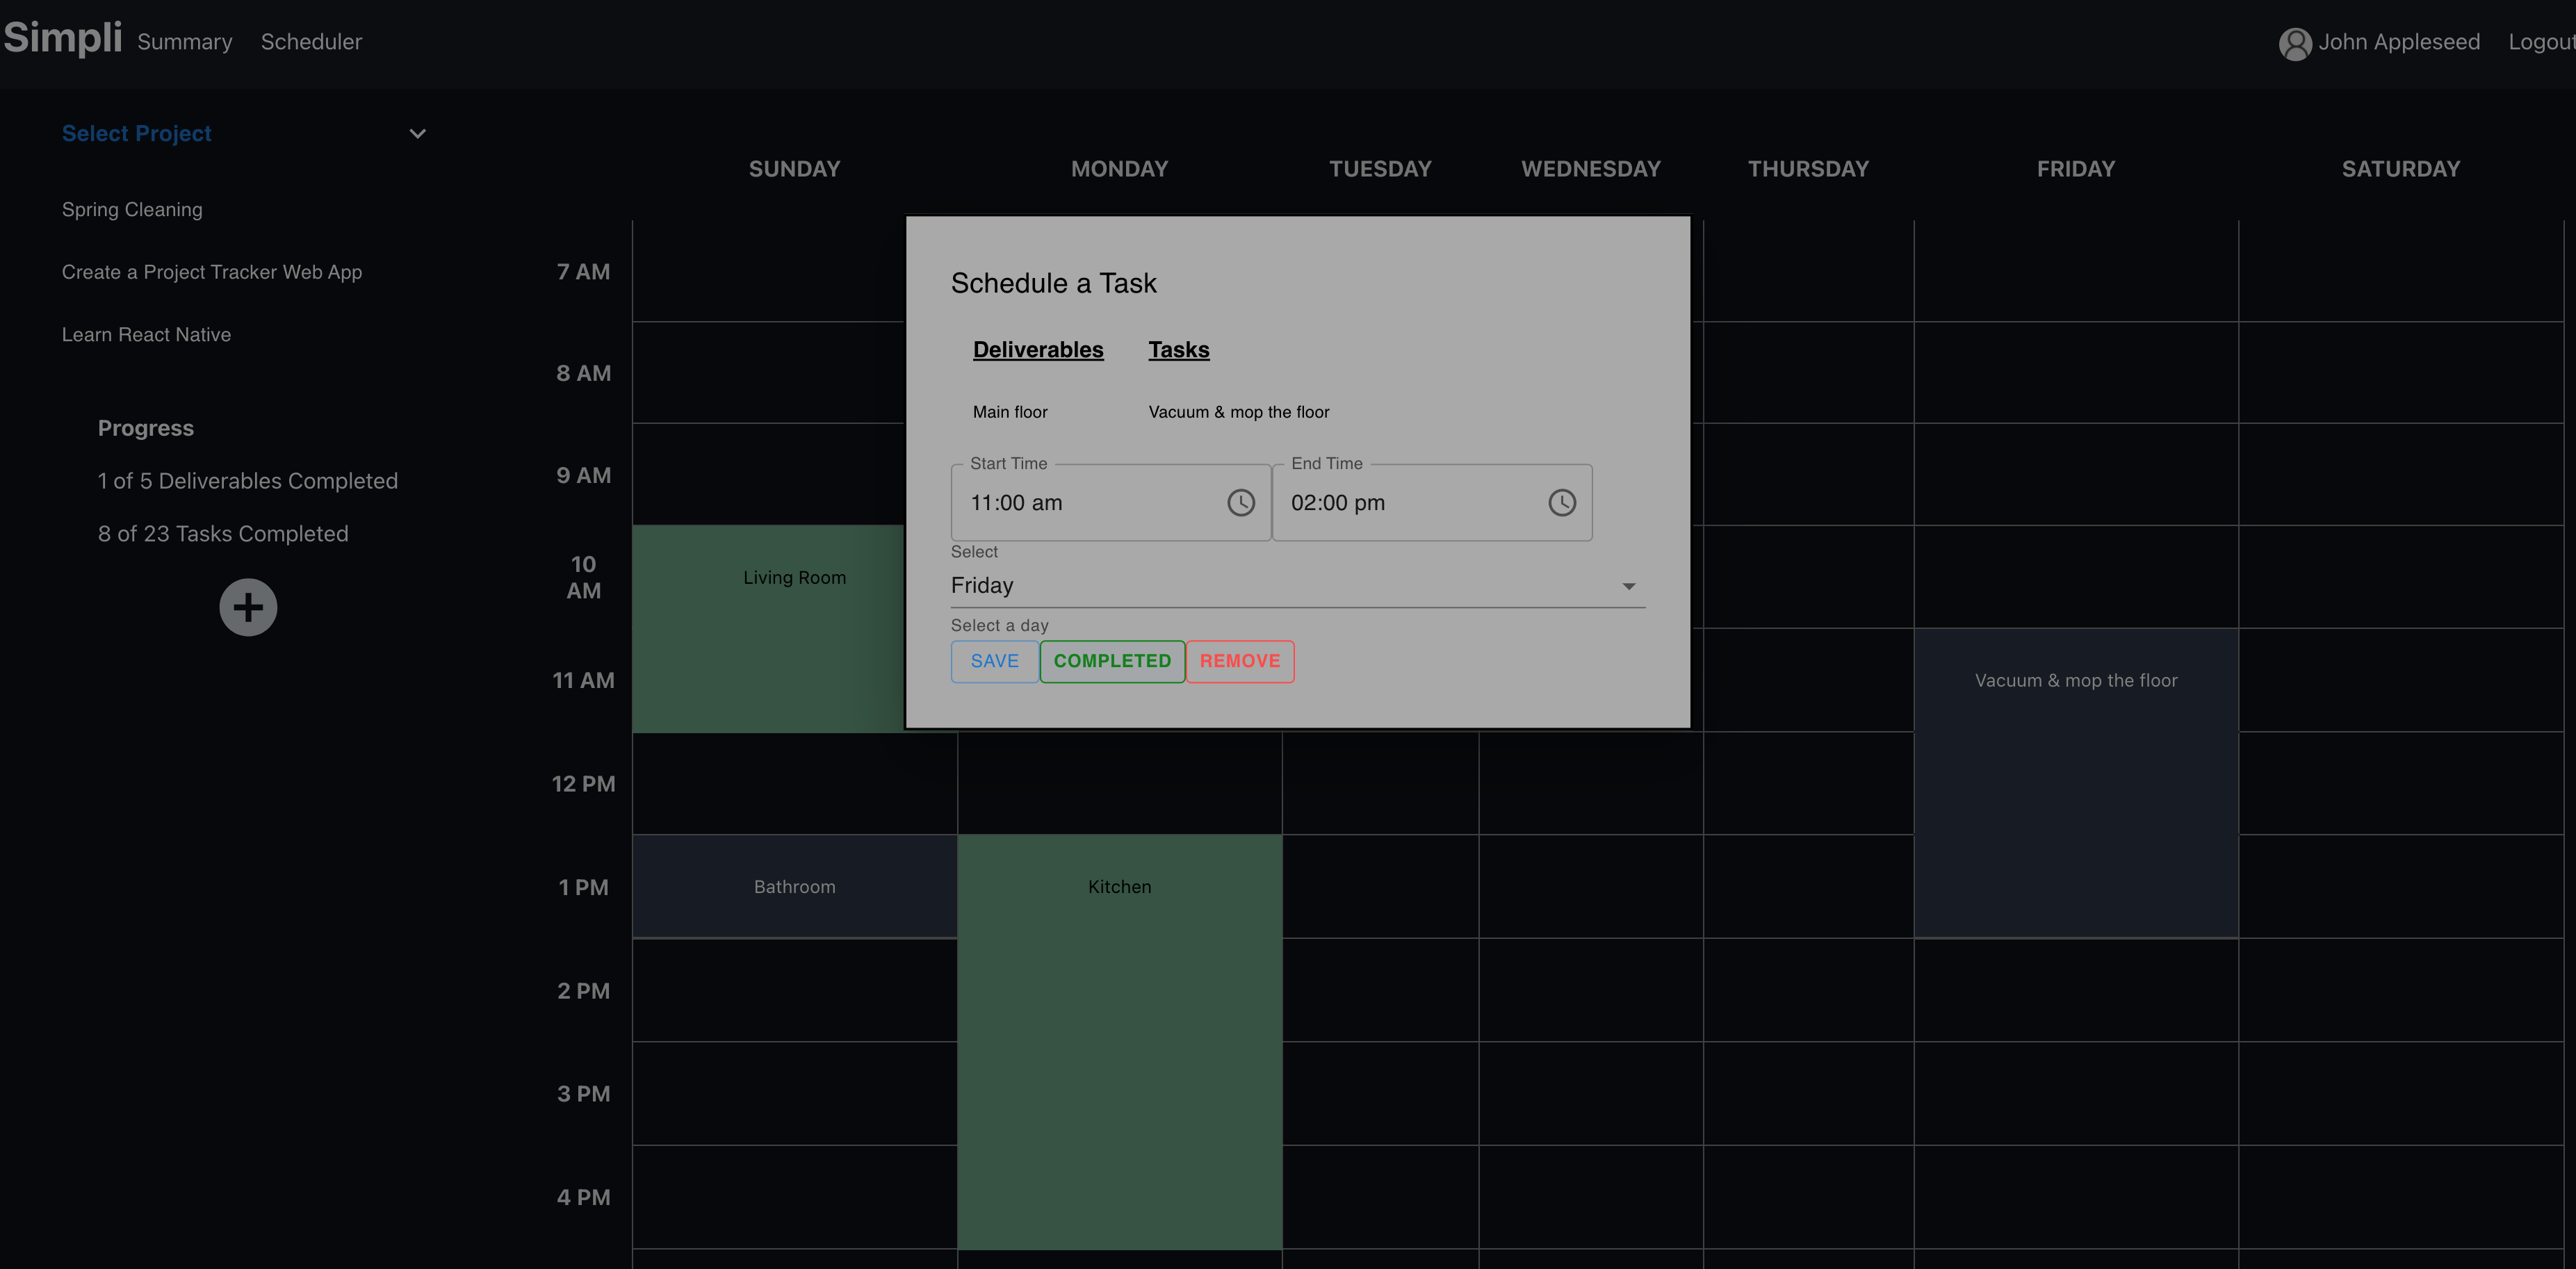 Simpli Summary Scheduler John Appleseed Logout
Select Project
Spring Cleaning
Create a Project Tracker Web App
Learn React Native
Progress
1 of 5 Deliverables Completed
8 of 23 Tasks Completed
SUNDAY MONDAY TUESDAY WEDNESDAY THURSDAY FRIDAY SATURDAY
7 AM
8 AM
9 AM
10
AM
11 AM
12 PM
1 PM
2 PM
3 PM
4 PM
Living Room
Bathroom
Kitchen
Vacuum & mop the floor
Schedule a Task
Deliverables Tasks
Main floor Vacuum & mop the floor
Start Time End Time
11:00 am 02:00 pm
Select
Friday
Select a day
SAVE COMPLETED REMOVE